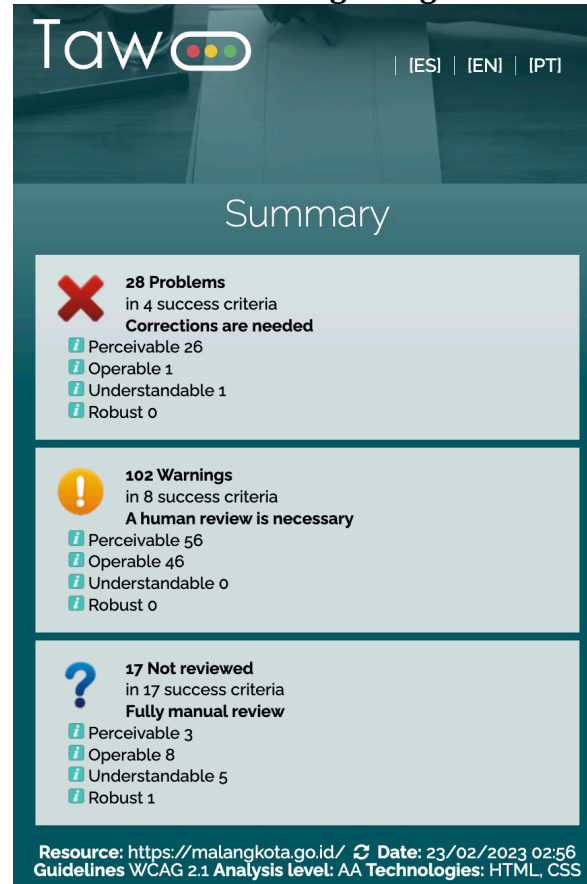 Taw
| [ES] | [EN] | [PT]
Summary
28 Problems
in 4 success criteria
Corrections are needed
i Perceivable 26
i Operable 1
i Understandable 1
i Robust 0
102 Warnings
in 8 success criteria
A human review is necessary
i Perceivable 56
i Operable 46
i Understandable 0
i Robust 0
17 Not reviewed
in 17 success criteria
Fully manual review
i Perceivable 3
i Operable 8
i Understandable 5
i Robust 1
Resource: https://malangkota.go.id/ Date: 23/02/2023 02:56
Guidelines WCAG 2.1 Analysis level: AA Technologies: HTML, CSS